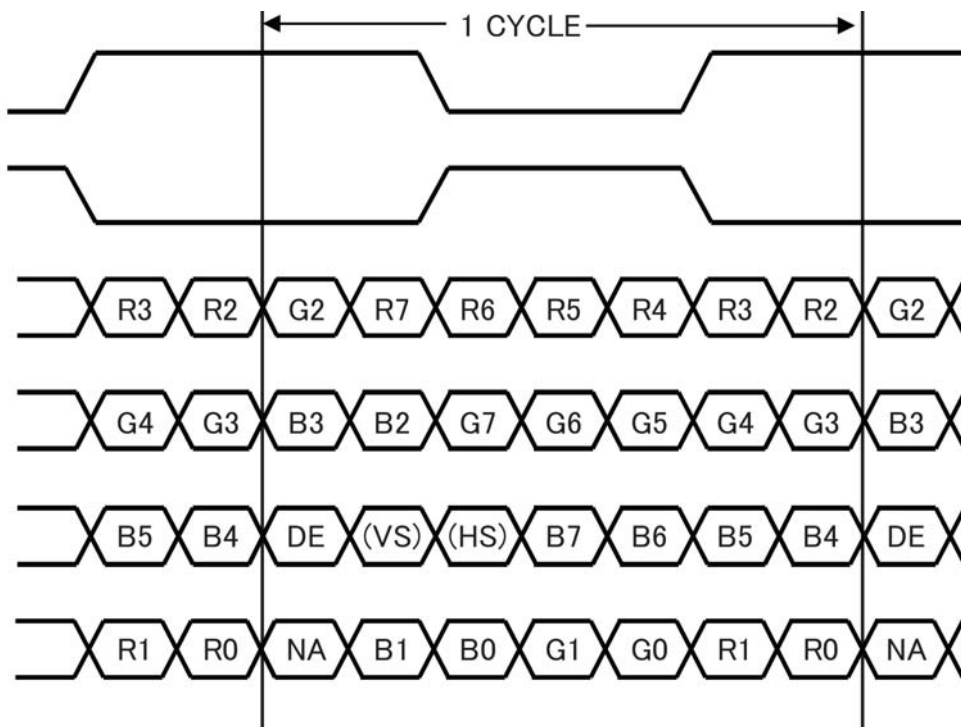 1 CYCLE
R3 R2 G2 R7 R6 R5 R4 R3 R2 G2
G4 G3 B3 B2 G7 G6 G5 G4 G3 B3
B5 B4 DE (VS) (HS) B7 B6 B5 B4 DE
R1 R0 NA B1 B0 G1 G0 R1 R0 NA